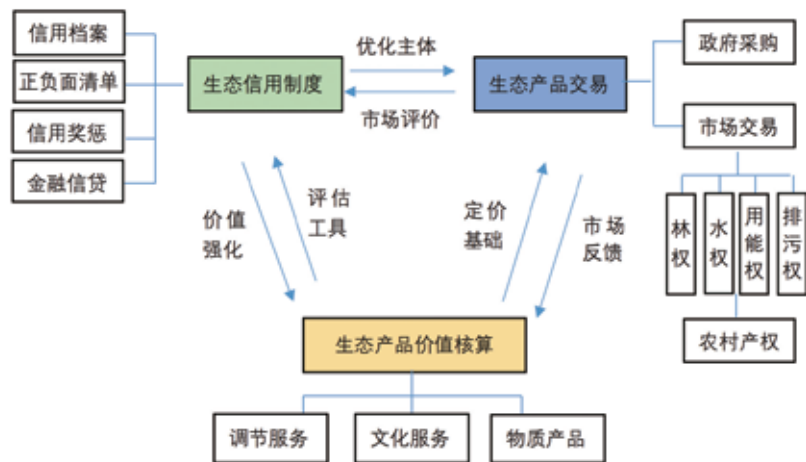 信用档案
正负面清单
信用奖惩
金融信贷
生态信用制度
优化主体
市场评价
生态产品交易
政府采购
市场交易
林权
水权
用能权
排污权
农村产权
价值
强化
评估
工具
定价
基础
市场
反馈
生态产品价值核算
调节服务
文化服务
物质产品